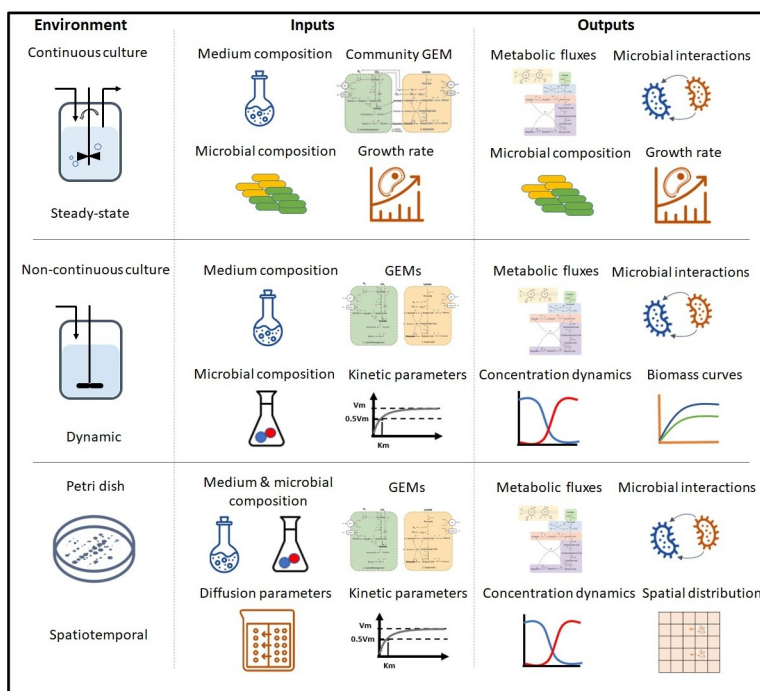 Environment
Inputs
Outputs
Continuous culture
Medium composition
Community GEM
Metabolic fluxes
Microbial interactions
Microbial composition
Growth rate
Microbial composition
Growth rate
Steady-state
Non-continuous culture
Medium composition
GEMs
Metabolic fluxes
Microbial interactions
Microbial composition
Kinetic parameters
Concentration dynamics
Biomass curves
Vm
0.5Vm
Km
Dynamic
Petri dish
Medium & microbial
composition
GEMs
Metabolic fluxes
Microbial interactions
Diffusion parameters
Kinetic parameters
Concentration dynamics
Spatial distribution
Vm
0.5Vm
Km
Spatiotemporal